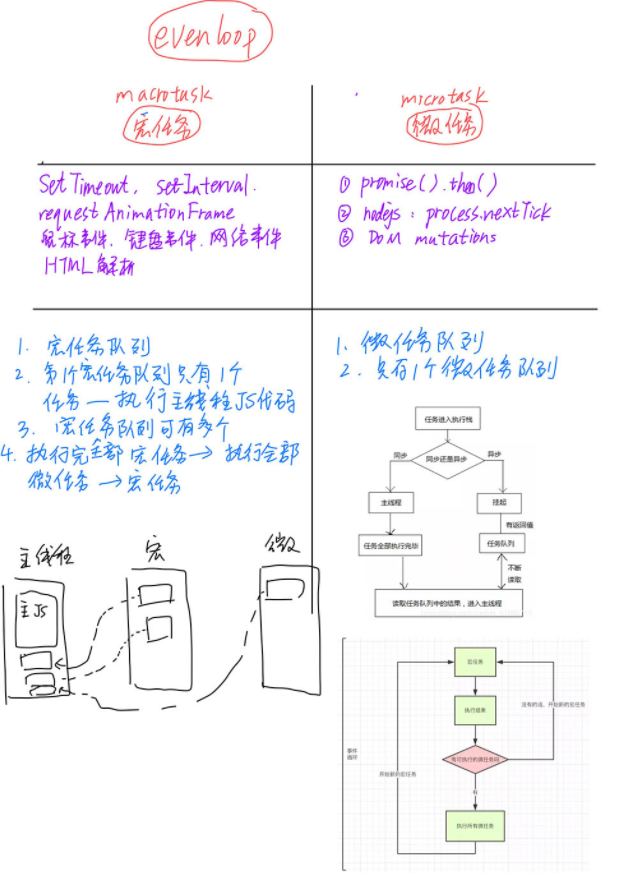 evenloop
macrotask
宏任务
microtask
微任务
SetTimeout, setInterval.
requestAnimationFrame
鼠标事件、键盘事件、网络事件
HTML解析
① promise().then()
② nodejs: process.nextTick
③ DOM mutations
1. 宏任务队列
2. 第1个宏任务队列只有1个
任务—执行主线程JS代码
3. 宏任务队列可有多个
4. 执行完全部宏任务→执行全部
微任务→宏任务
1. 微任务队列
2. 只有1个微任务队列
任务进入执行栈
同步
同步还是异步
异步
主线程
挂起
有返回值
任务全部执行完毕
任务队列
不断
读取
读取任务队列中的结果，进入主线程
主线程
宏
微
主JS
宏任务
执行结束
没有的话，开始新的宏任务
有可执行的微任务吗
事件
循环
开始新的宏任务
有
执行所有微任务